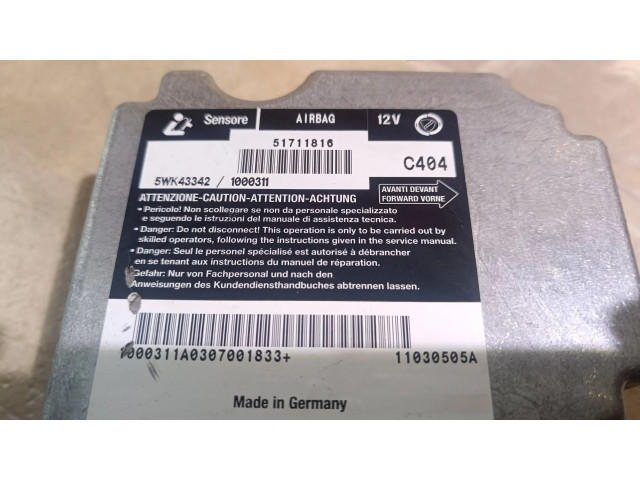 Sensore AIRBAG 12V
51711816
5WK43342 / 1000311 C404
ATTENZIONE-CAUTION-ATTENTION-ACHTUNG
AVANTI DEVANT
FORWARD VORNE
• Pericolo! Non scollegare se non da personale specializzato
e seguendo le istruzioni del manuale di assistenza tecnica.
• Danger: Do not disconnect! This operation is only to be carried out by
skilled operators, following the instructions given in the service manual.
• Danger: Seul le personel spécialisé est autorisé à débrancher
en se tenant aux instructions du manuel de réparation.
Gefahr: Nur von Fachpersonal und nach den
Anweisungen des Kundendiensthandbuches abtrennen lassen.
1000311A0307001833+ 11030505A
Made in Germany